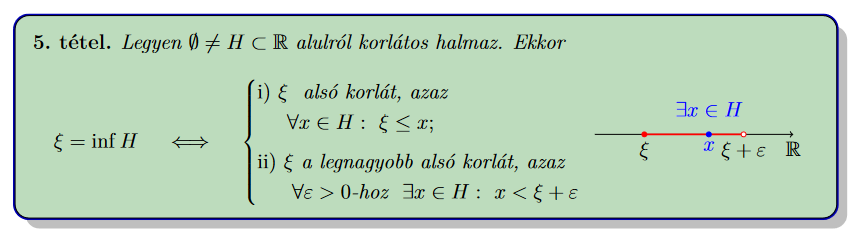 5. tétel. Legyen ∅ ≠ H ⊂ ℝ alulról korlátos halmaz. Ekkor
ξ = inf H ⟺
i) ξ alsó korlát, azaz
∀x ∈ H : ξ ≤ x;
ii) ξ a legnagyobb alsó korlát, azaz
∀ε > 0-hoz ∃x ∈ H : x < ξ + ε
∃x ∈ H
ξ x ξ + ε ℝ